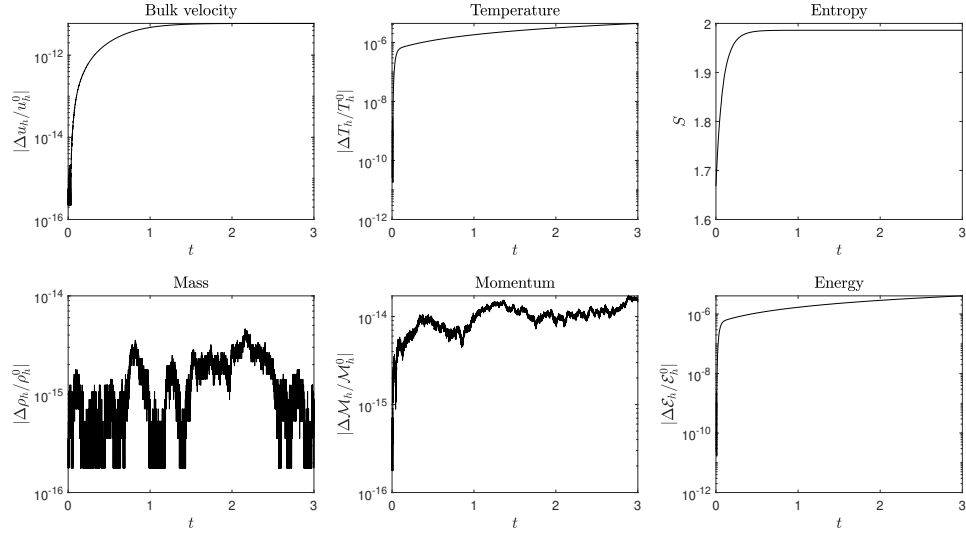 Bulk velocity
10^{-12}
10^{-14}
10^{-16}
|Δu_h/u_h^0|
0 1 2 3
t
Temperature
10^{-6}
10^{-8}
10^{-10}
10^{-12}
|ΔT_h/T_h^0|
0 1 2 3
t
Entropy
2
1.9
1.8
1.7
1.6
S
0 1 2 3
t
Mass
10^{-14}
10^{-15}
10^{-16}
|Δρ_h/ρ_h^0|
0 1 2 3
t
Momentum
10^{-14}
10^{-15}
10^{-16}
|Δℳ_h/ℳ_h^0|
0 1 2 3
t
Energy
10^{-6}
10^{-8}
10^{-10}
10^{-12}
|Δℰ_h/ℰ_h^0|
0 1 2 3
t